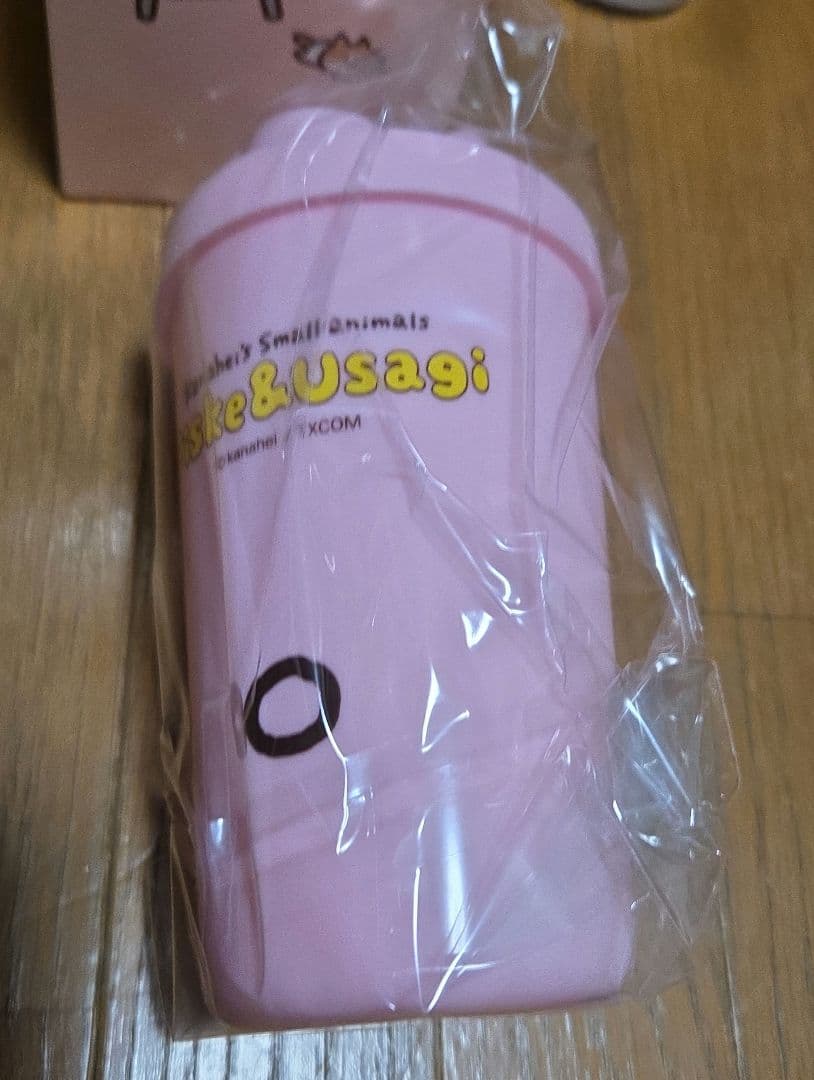 Kanahei's Small animals
ske&Usagi
©kanahei / TXCOM